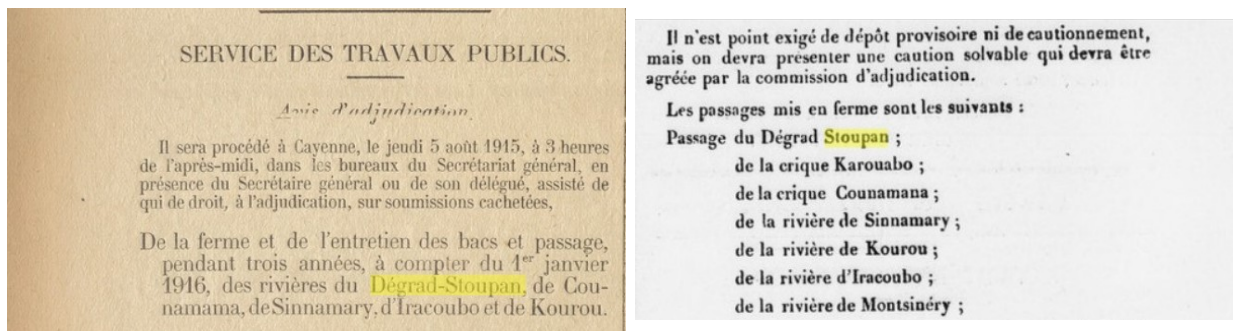 SERVICE DES TRAVAUX PUBLICS.
Avis d'adjudication.
Il sera procédé à Cayenne, le jeudi 5 août 1915, à 3 heures
de l'après-midi, dans les bureaux du Secrétariat général, en
présence du Secrétaire général ou de son délégué, assisté de
qui de droit, à l'adjudication, sur soumissions cachetées,
De la ferme et de l'entretien des bacs et passage,
pendant trois années, à compter du 1er janvier
1916, des rivières du Dégrad-Stoupan, de Cou-
namama, de Sinnamary, d'Iracoubo et de Kourou.
Il n'est point exigé de dépôt provisoire ni de cautionnement,
mais on devra présenter une caution solvable qui devra être
agréée par la commission d'adjudication.
Les passages mis en ferme sont les suivants :
Passage du Dégrad Stoupan ;
de la crique Karouabo ;
de la crique Counamana ;
de la rivière de Sinnamary ;
de la rivière de Kourou ;
de la rivière d'Iracoubo ;
de la rivière de Montsinéry ;